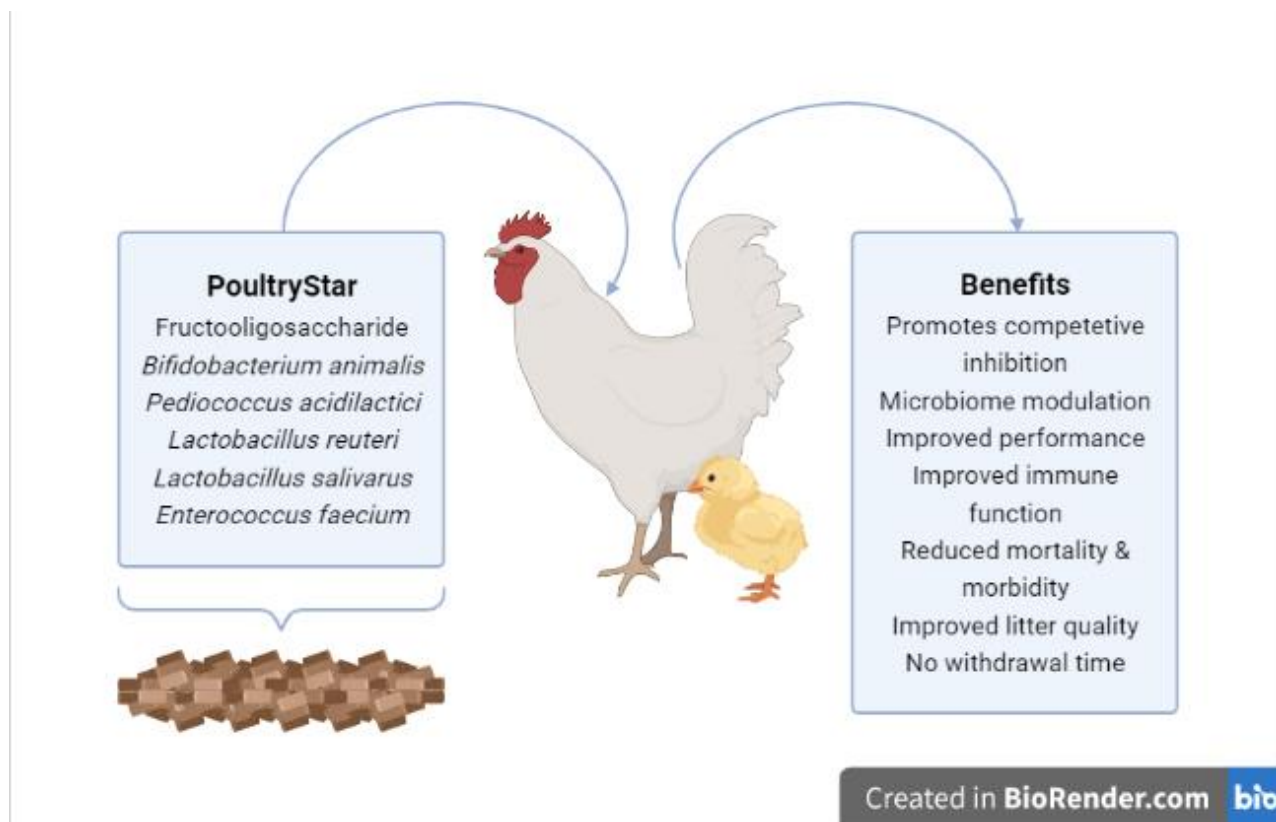 PoultryStar
Fructooligosaccharide
Bifidobacterium animalis
Pediococcus acidilactici
Lactobacillus reuteri
Lactobacillus salivarus
Enterococcus faecium
Benefits
Promotes competetive
inhibition
Microbiome modulation
Improved performance
Improved immune
function
Reduced mortality &
morbidity
Improved litter quality
No withdrawal time
Created in BioRender.com bio